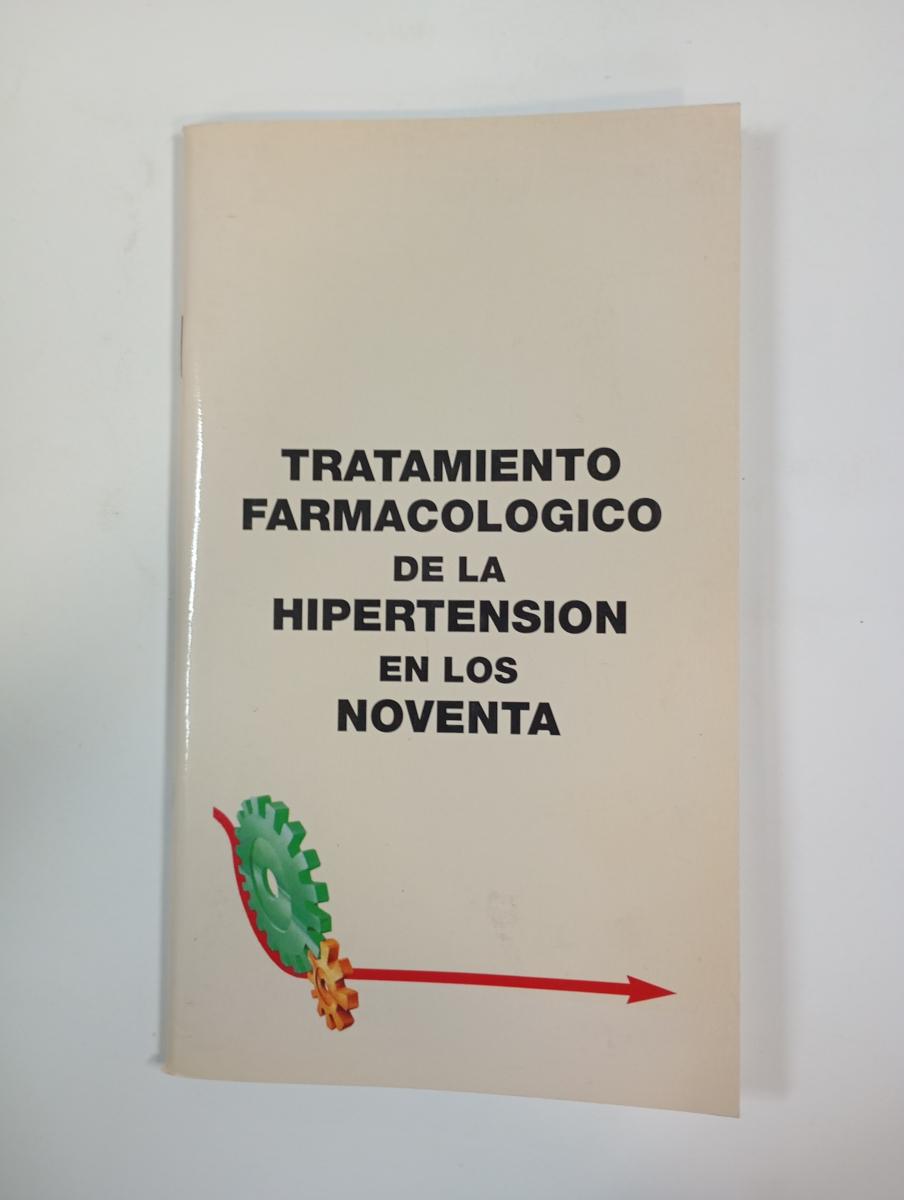 TRATAMIENTO
FARMACOLOGICO
DE LA
HIPERTENSION
EN LOS
NOVENTA